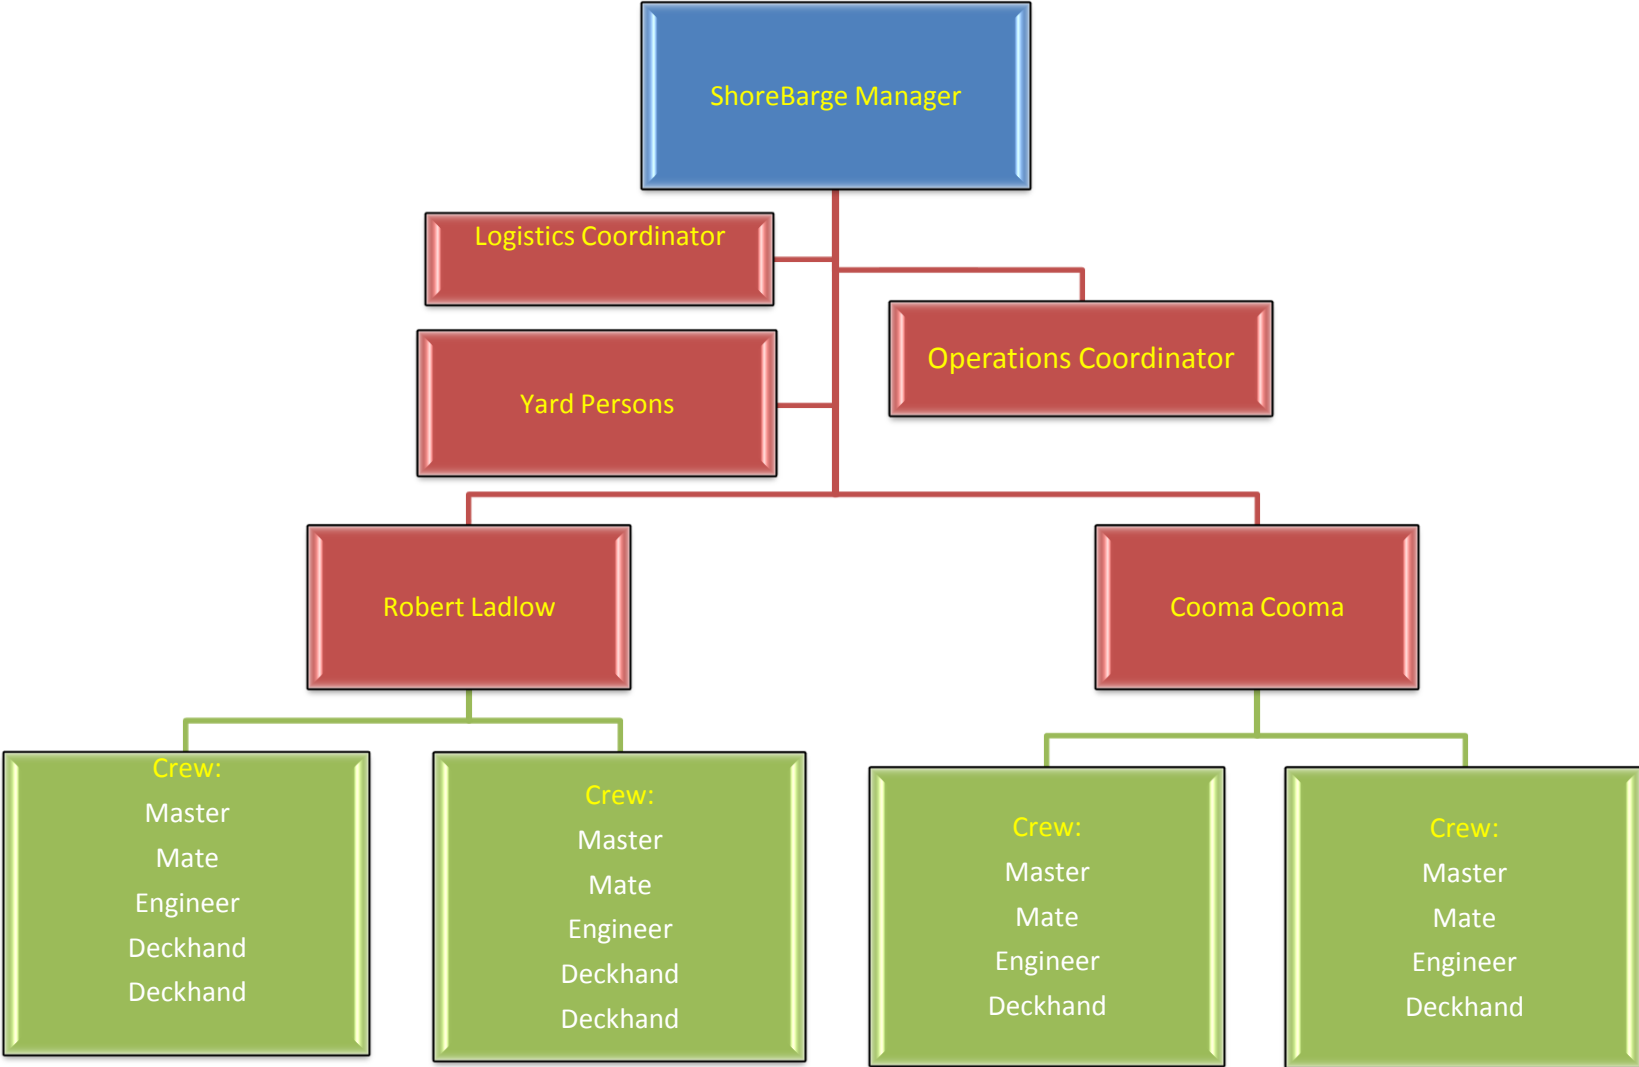 ShoreBarge Manager
Logistics Coordinator
Operations Coordinator
Yard Persons
Robert Ladlow
Cooma Cooma
Crew:
Master
Mate
Engineer
Deckhand
Deckhand
Crew:
Master
Mate
Engineer
Deckhand
Deckhand
Crew:
Master
Mate
Engineer
Deckhand
Crew:
Master
Mate
Engineer
Deckhand